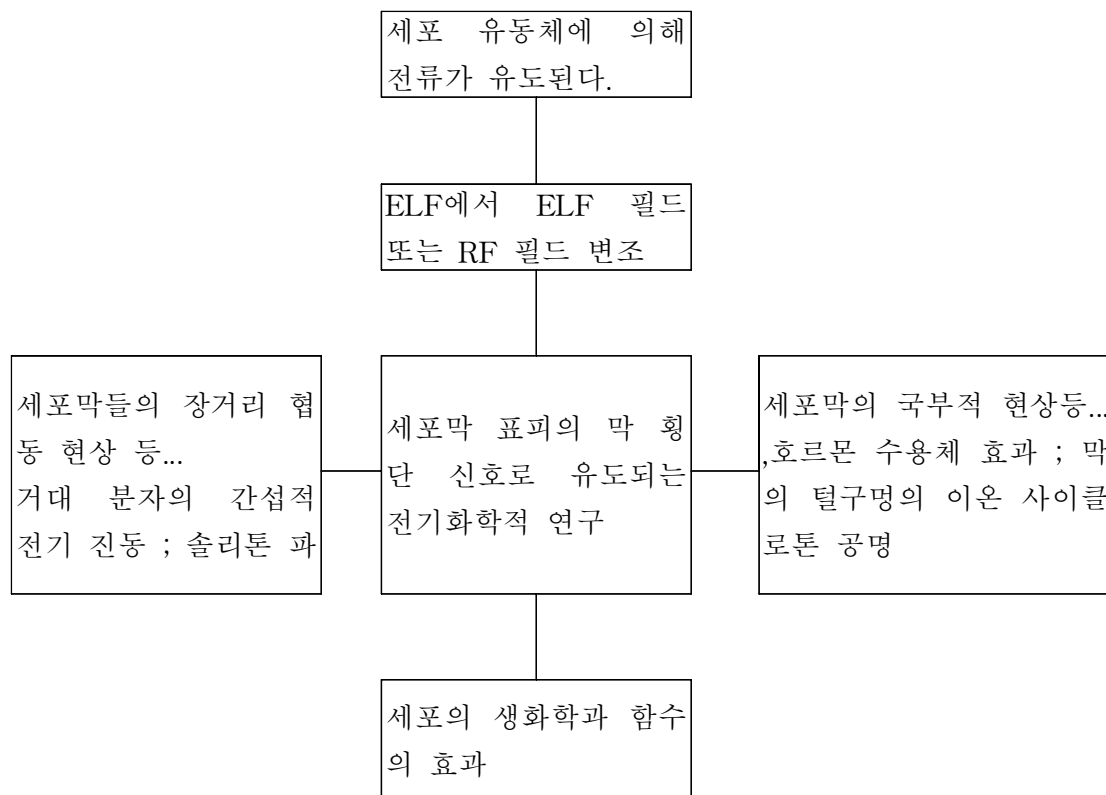 세포 유동체에 의해
전류가 유도된다.
ELF에서 ELF 필드
또는 RF 필드 변조
세포막들의 장거리 협
동 현상 등...
거대 분자의 간섭적
전기 진동 ; 솔리톤 파
세포막 표피의 막 횡
단 신호로 유도되는
전기화학적 연구
세포막의 국부적 현상등...
,호르몬 수용체 효과 ; 막
의 털구멍의 이온 사이클
로톤 공명
세포의 생화학과 함수
의 효과